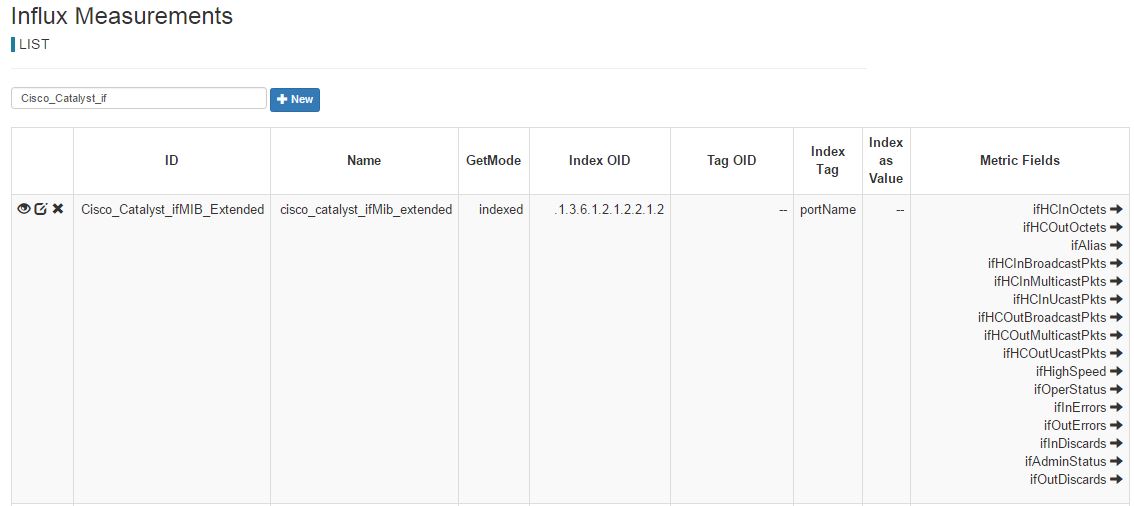 Influx Measurements
LIST
Cisco_Catalyst_if
New
ID Name GetMode Index OID Tag OID Index Tag Index as Value Metric Fields
Cisco_Catalyst_ifMIB_Extended cisco_catalyst_ifMib_extended indexed .1.3.6.1.2.1.2.2.1.2 -- portName -- ifHCInOctets
ifHCOutOctets
ifAlias
ifHCInBroadcastPkts
ifHCInMulticastPkts
ifHCInUcastPkts
ifHCOutBroadcastPkts
ifHCOutMulticastPkts
ifHCOutUcastPkts
ifHighSpeed
ifOperStatus
ifInErrors
ifOutErrors
ifInDiscards
ifAdminStatus
ifOutDiscards